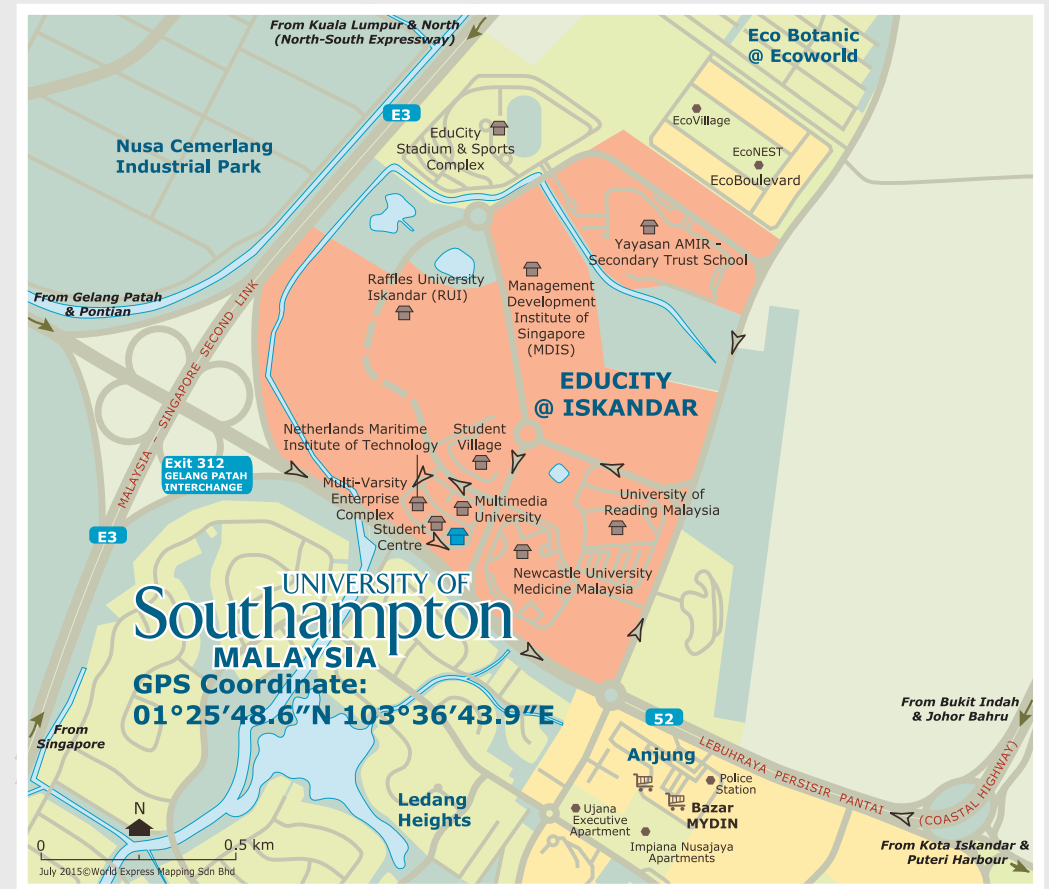 From Kuala Lumpur & North
(North-South Expressway)
Eco Botanic
@ Ecoworld
E3
EcoVillage
EduCity
Stadium & Sports
Complex
Nusa Cemerlang
Industrial Park
EcoNEST
EcoBoulevard
Yayasan AMIR -
Secondary Trust School
Raffles University
Iskandar (RUI)
Management
Development
Institute of
Singapore
(MDIS)
From Gelang Patah
& Pontian
MALAYSIA - SINGAPORE SECOND LINK
EDUCITY
@ ISKANDAR
Netherlands Maritime
Institute of Technology
Student
Village
Exit 312
GELANG PATAH
INTERCHANGE
Multi-Varsity
Enterprise
Complex
Multimedia
University
University of
Reading Malaysia
Student
Centre
E3
Newcastle University
Medicine Malaysia
UNIVERSITY OF
Southampton
MALAYSIA
GPS Coordinate:
01°25'48.6"N 103°36'43.9"E
From
Singapore
52
From Bukit Indah
& Johor Bahru
LEBUHRAYA PERSISIR PANTAI (COASTAL HIGHWAY)
Anjung
Police
Station
Bazar
MYDIN
Ledang
Heights
Ujana
Executive
Apartment
Impiana Nusajaya
Apartments
From Kota Iskandar &
Puteri Harbour
N
0 0.5 km
July 2015©World Express Mapping Sdn Bhd